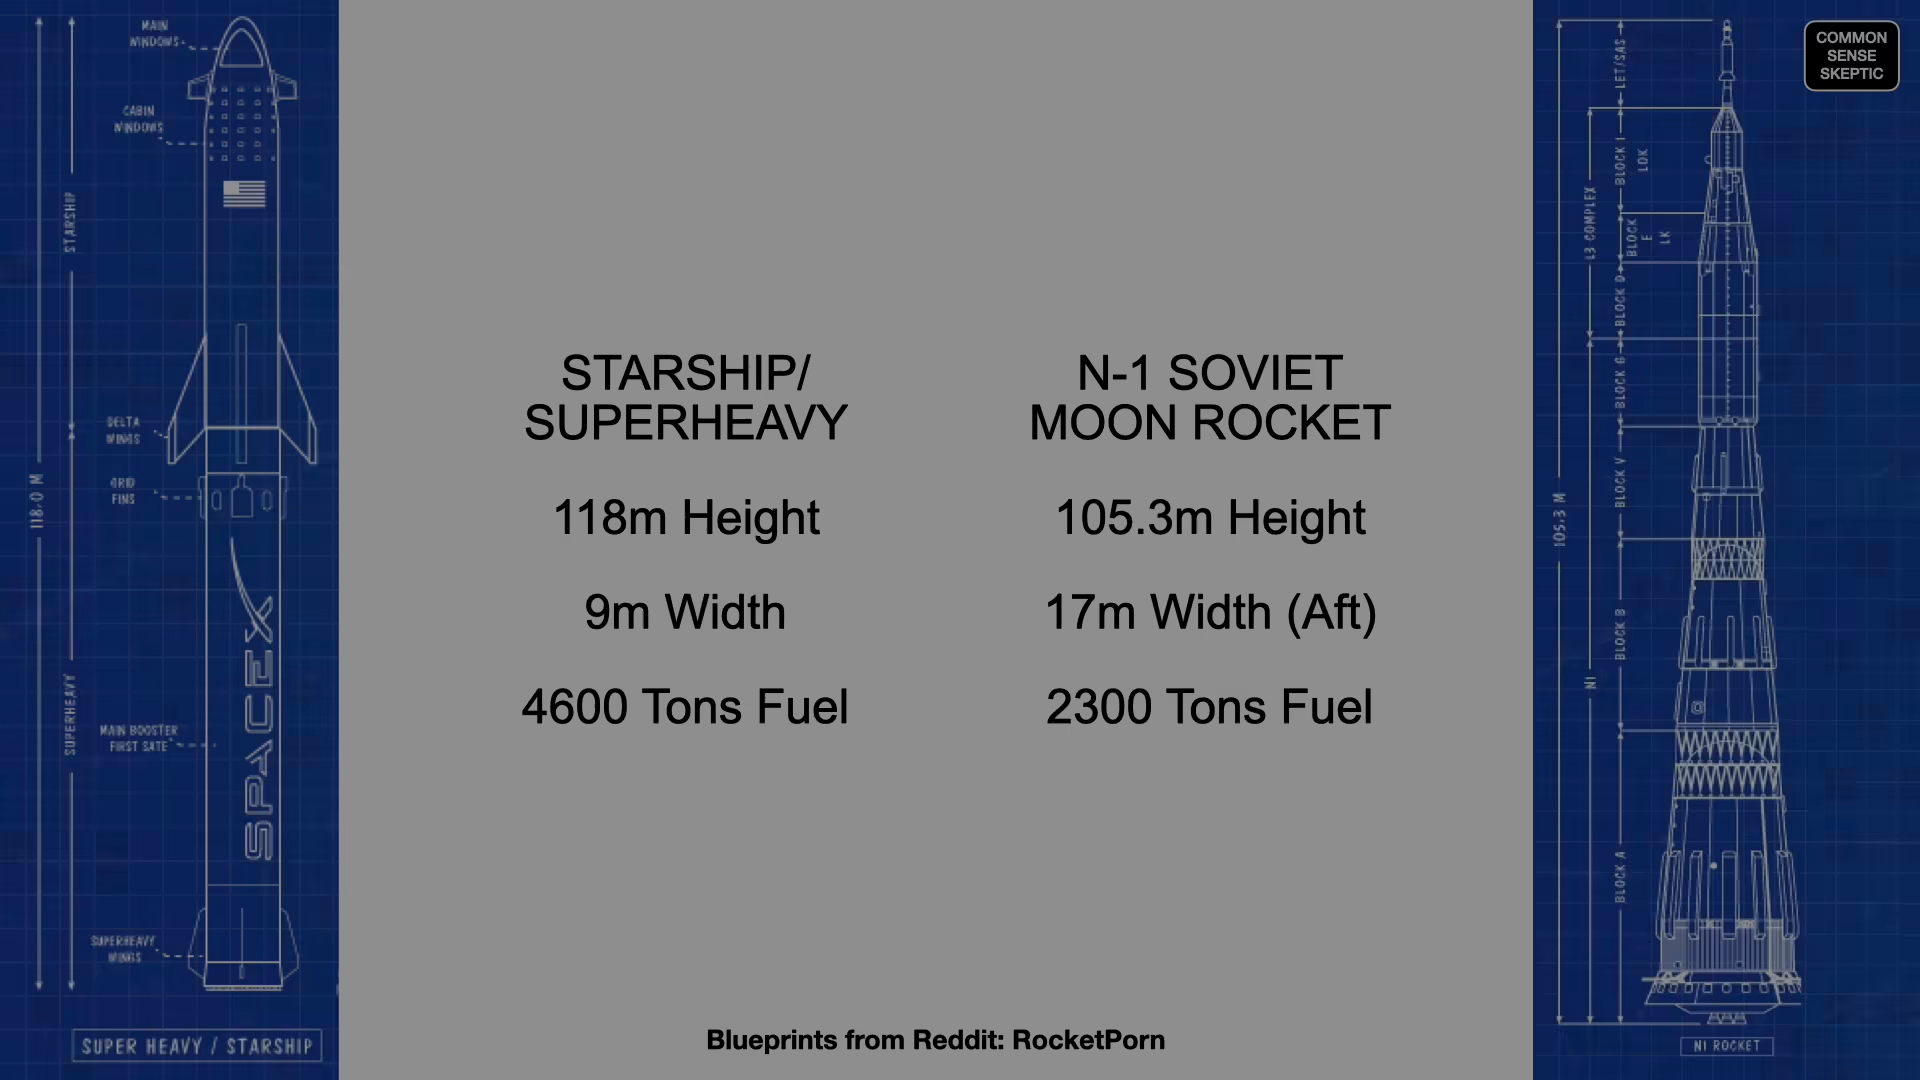 MAIN
WINDOWS
CABIN
WINDOWS
STARSHIP
DELTA
WINGS
GRID
FINS
118.0 M
SPACEX
SUPERHEAVY
MAIN BOOSTER
FIRST SATE
SUPERHEAVY
WINGS
SUPER HEAVY / STARSHIP
STARSHIP/
SUPERHEAVY
118m Height
9m Width
4600 Tons Fuel
N-1 SOVIET
MOON ROCKET
105.3m Height
17m Width (Aft)
2300 Tons Fuel
Blueprints from Reddit: RocketPorn
COMMON
SENSE
SKEPTIC
LET/SAS
BLOCK I
LOK
L3 COMPLEX
BLOCK
E
LK
BLOCK D
BLOCK G
BLOCK V
105.3 M
BLOCK B
N1
BLOCK A
N1 ROCKET